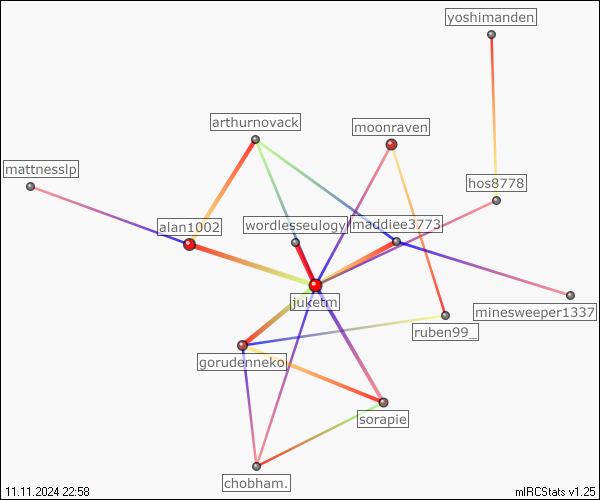 yoshimanden
arthurnovack
moonraven
mattnesslp
hos8778
alan1002
wordlesseulogy
maddiee3773
juketm
minesweeper1337
ruben99_
gorudenneko
sorapie
chobham.
11.11.2024 22:58
mIRCStats v1.25